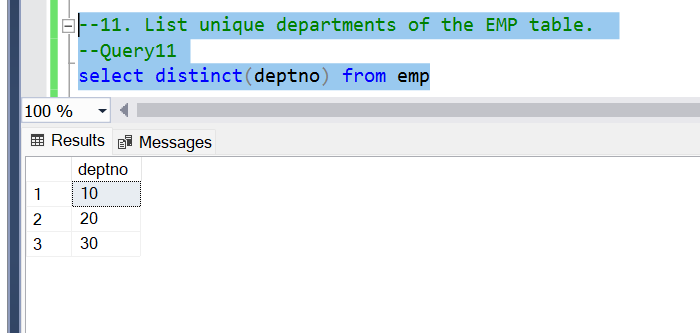 --11. List unique departments of the EMP table.
--Query11
select distinct(deptno) from emp
100 %
Results Messages
deptno
1 10
2 20
3 30